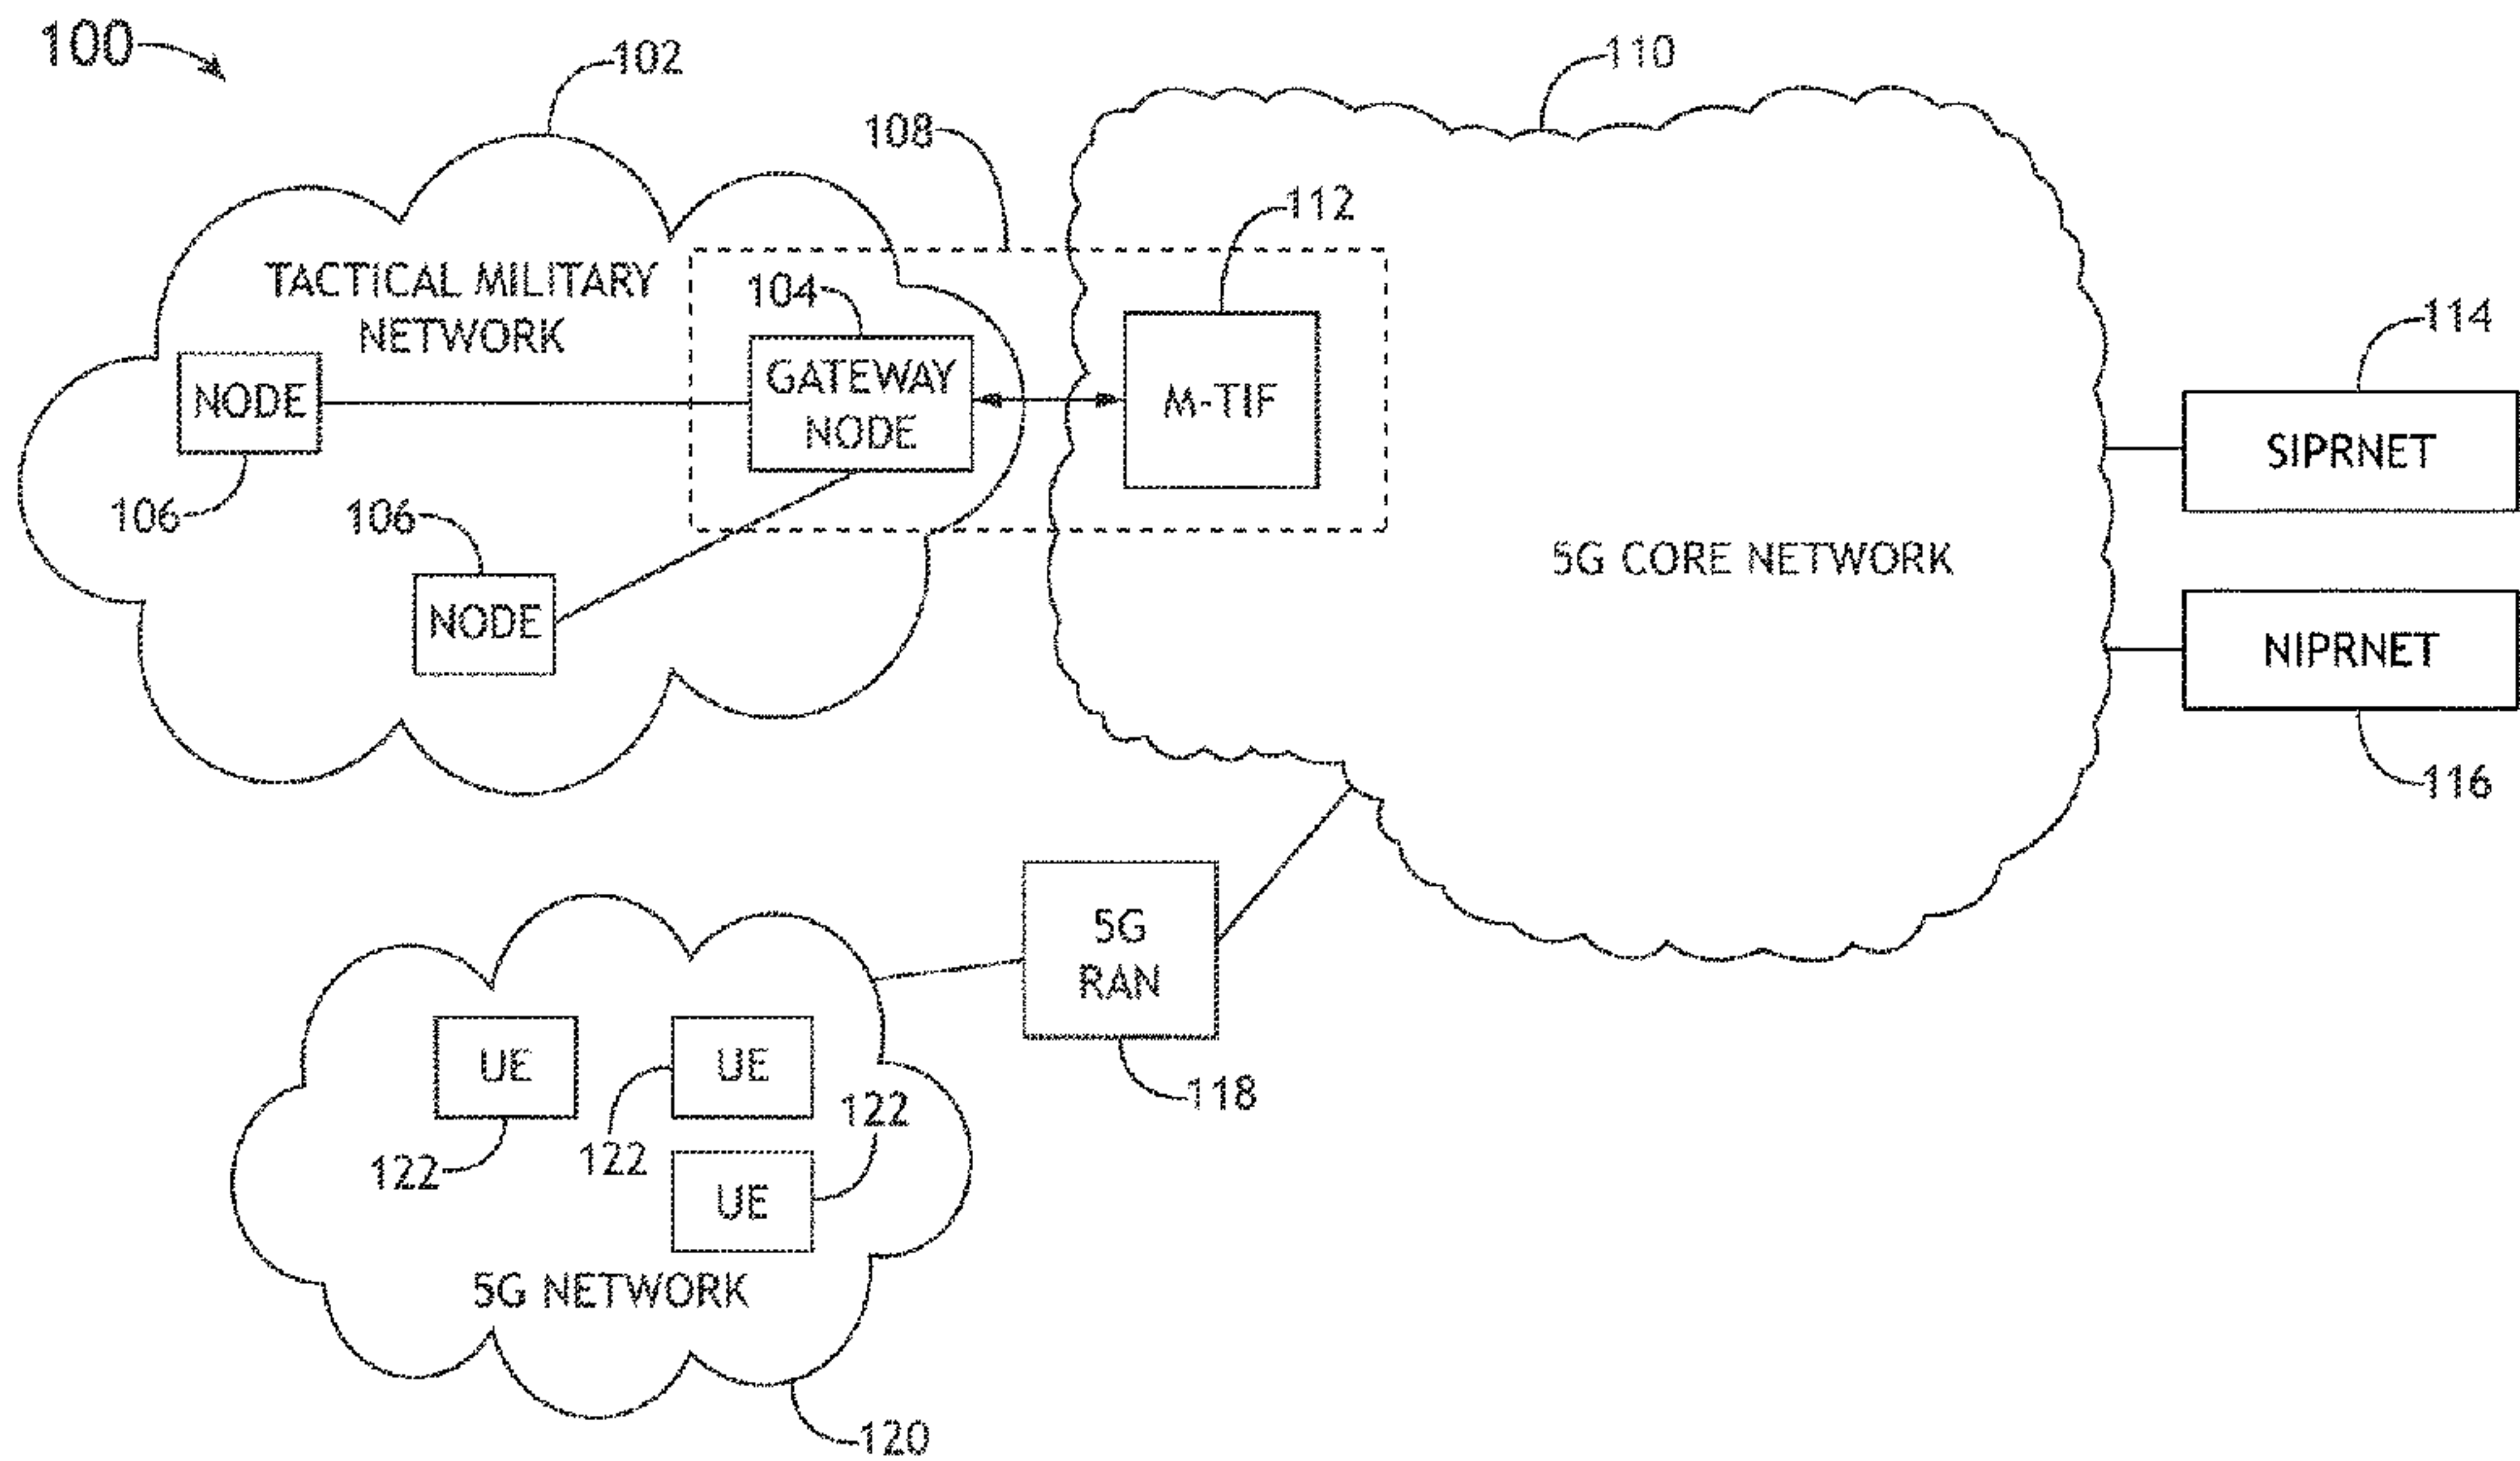 100
102
110
108
112
TACTICAL MILITARY
NETWORK
104
114
NODE
GATEWAY
NODE
M-TIF
SIPRNET
106
106
5G CORE NETWORK
NODE
NIPRNET
116
5G
RAN
UE
UE
118
122
122
122
UE
5G NETWORK
120